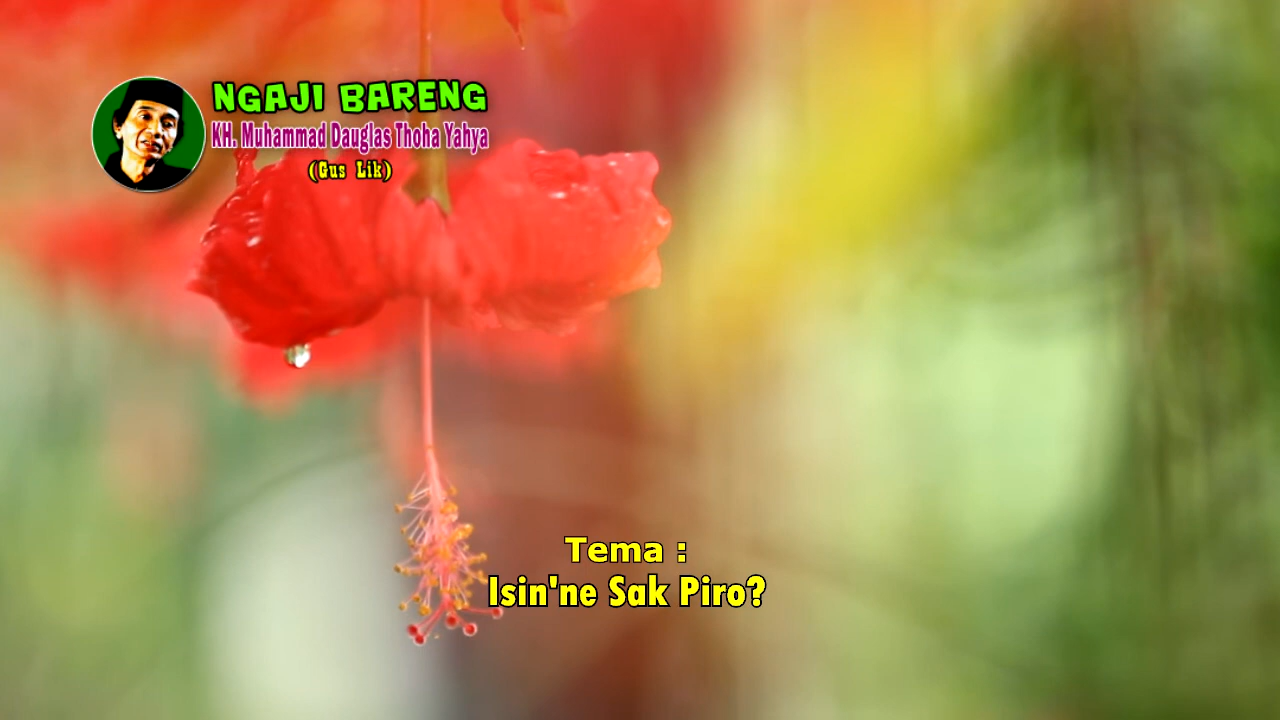 NGAJI BARENG
KH. Muhammad Dauglas Thoha Yahya
(Gus Lik)
Tema :
Isin'ne Sak Piro?